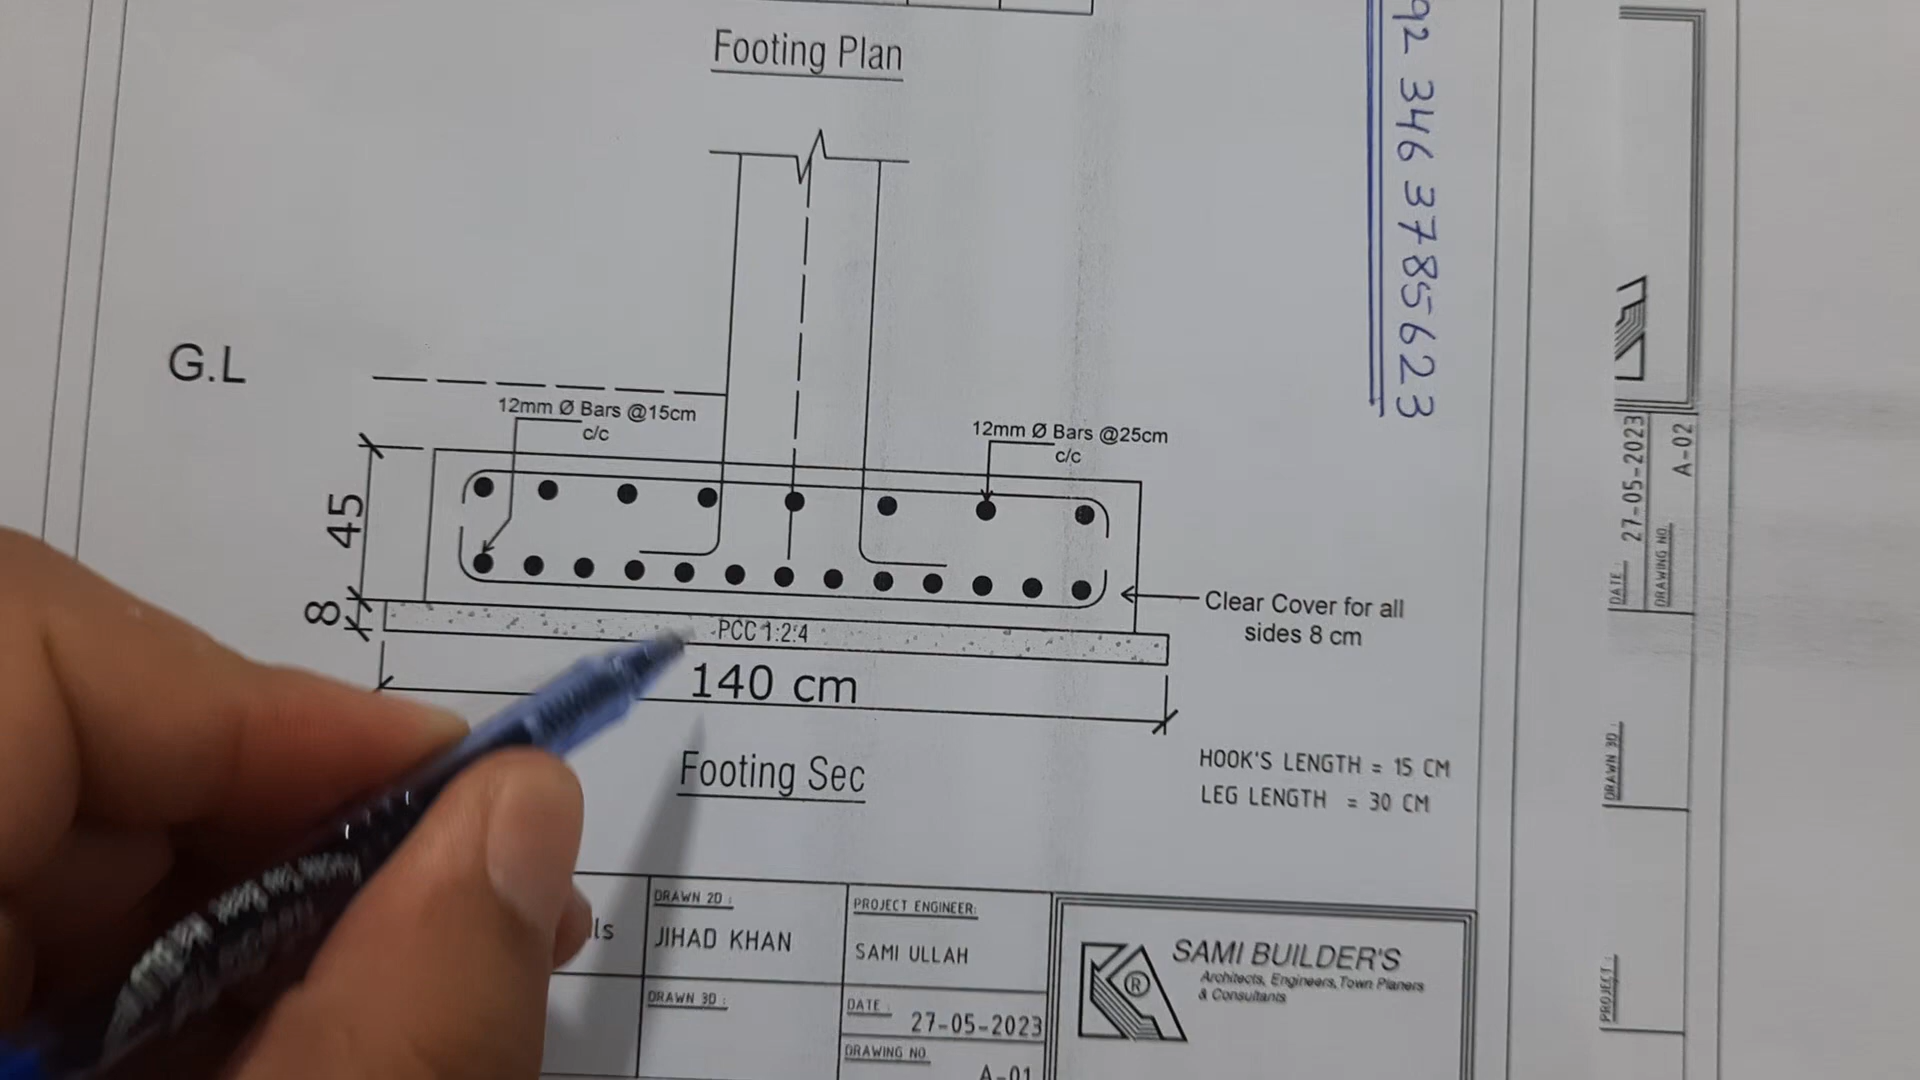 Footing Plan
92 346 3785623
G.L
12mm Ø Bars @15cm
c/c
12mm Ø Bars @25cm
c/c
45
8
PCC 1:2:4
Clear Cover for all
sides 8 cm
140 cm
Footing Sec
HOOK'S LENGTH = 15 CM
LEG LENGTH = 30 CM
ls
DRAWN 2D :
JIHAD KHAN
DRAWN 3D :
PROJECT ENGINEER:
SAMI ULLAH
DATE :
27-05-2023
DRAWING NO.
A-01
R
SAMI BUILDER'S
Architects, Engineers, Town Planers
& Consultants
DATE :
27-05-2023
DRAWING NO.
A-02
DRAWN 3D :
PROJECT :